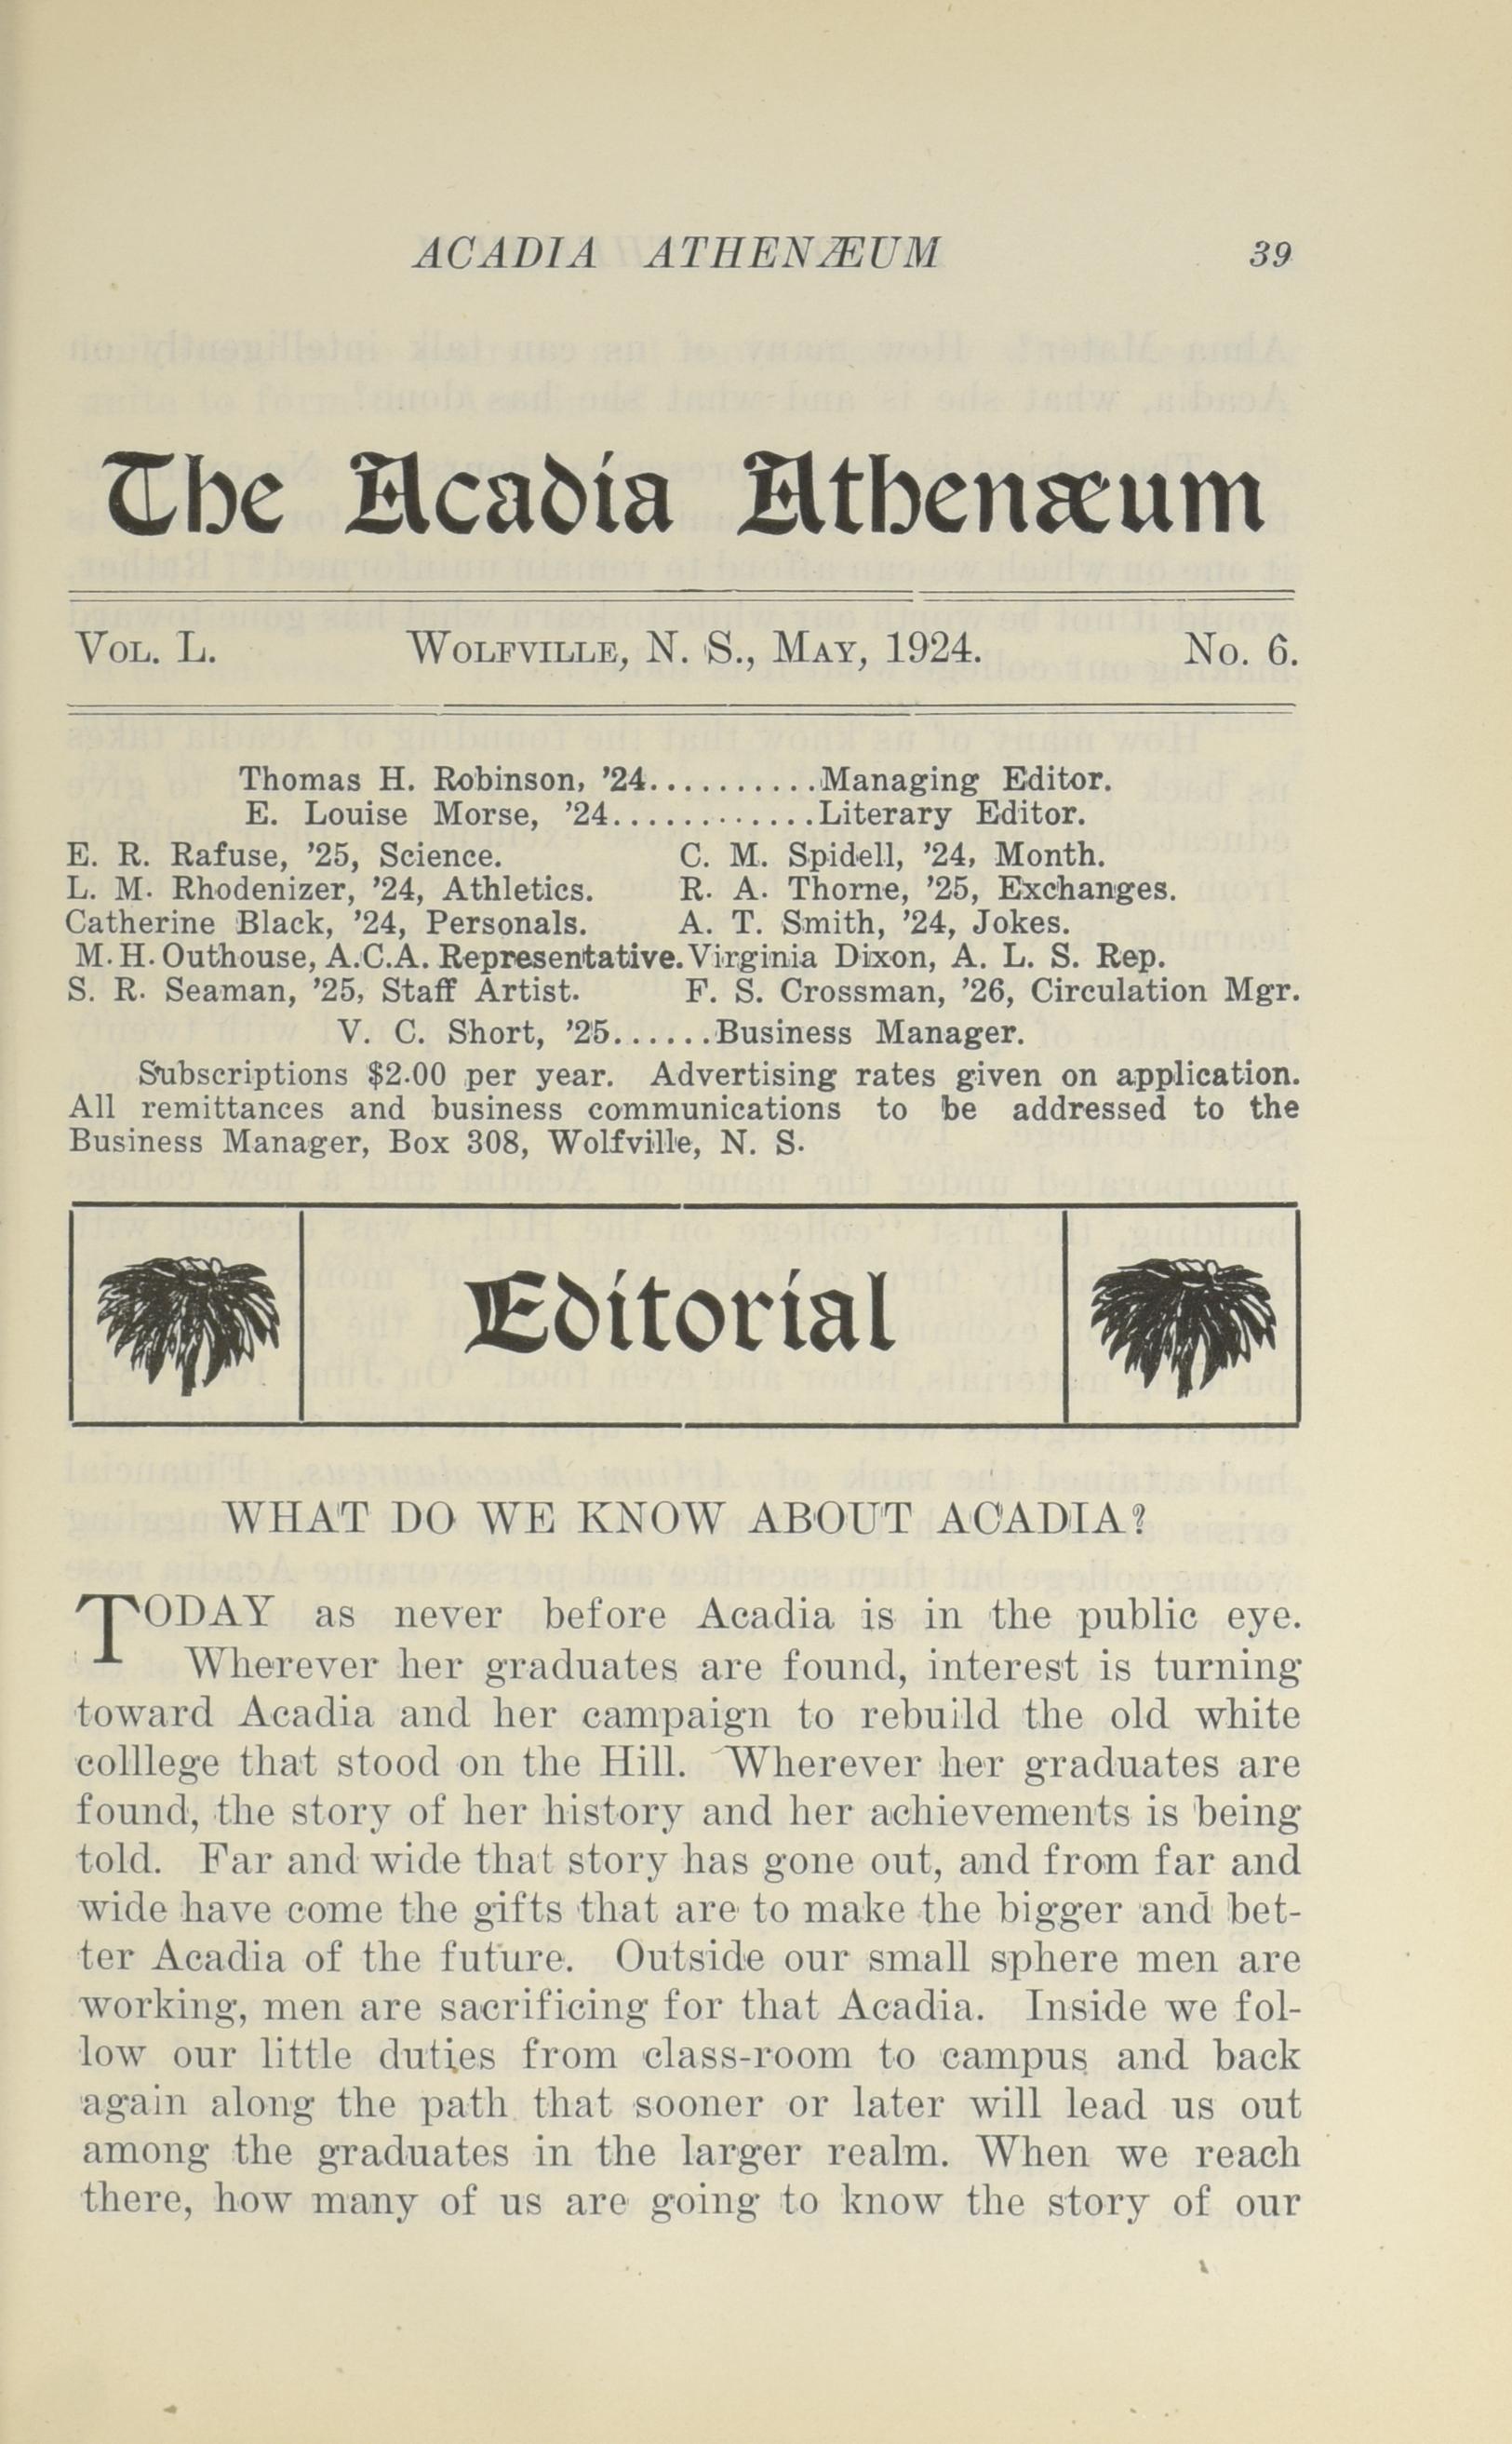 ACADIA ATHENÆUM 39
The Acadia Athenæum
VOL. L. WOLFVILLE, N. S., MAY, 1924. No. 6.
Thomas H. Robinson, '24...........Managing Editor.
E. Louise Morse, '24.............Literary Editor.
E. R. Rafuse, '25, Science. C. M. Spidell, '24, Month.
L. M. Rhodenizer, '24, Athletics. R. A. Thorne, '25, Exchanges.
Catherine Black, '24, Personals. A. T. Smith, '24, Jokes.
M. H. Outhouse, A.C.A. Representative. Virginia Dixon, A. L. S. Rep.
S. R. Seaman, '25, Staff Artist. F. S. Crossman, '26, Circulation Mgr.
V. C. Short, '25......Business Manager.
Subscriptions $2.00 per year. Advertising rates given on application.
All remittances and business communications to be addressed to the
Business Manager, Box 308, Wolfville, N. S.
Editorial
WHAT DO WE KNOW ABOUT ACADIA?
TODAY as never before Acadia is in the public eye.
Wherever her graduates are found, interest is turning
toward Acadia and her campaign to rebuild the old white
colllege that stood on the Hill. Wherever her graduates are
found, the story of her history and her achievements is being
told. Far and wide that story has gone out, and from far and
wide have come the gifts that are to make the bigger and bet-
ter Acadia of the future. Outside our small sphere men are
working, men are sacrificing for that Acadia. Inside we fol-
low our little duties from class-room to campus and back
again along the path that sooner or later will lead us out
among the graduates in the larger realm. When we reach
there, how many of us are going to know the story of our